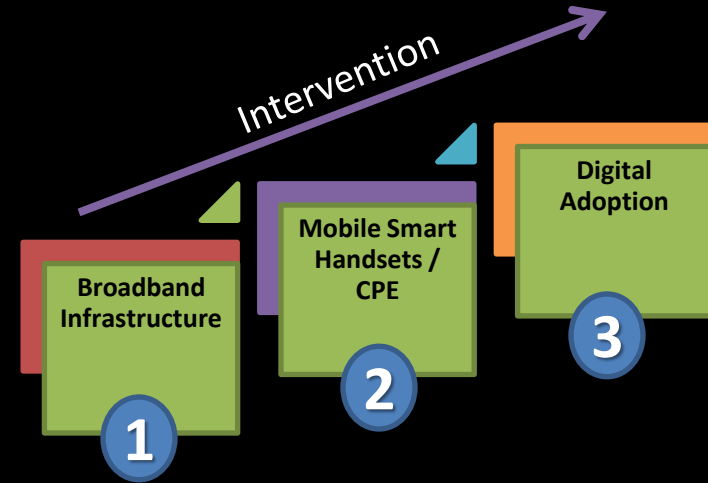 Intervention
Broadband
Infrastructure
1
Mobile Smart
Handsets /
CPE
2
Digital
Adoption
3